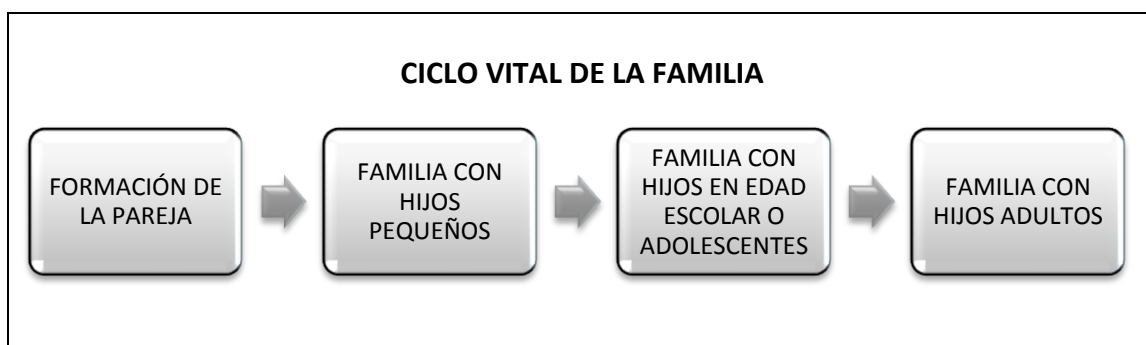 CICLO VITAL DE LA FAMILIA
FORMACIÓN DE
LA PAREJA
FAMILIA CON
HIJOS
PEQUEÑOS
FAMILIA CON
HIJOS EN EDAD
ESCOLAR O
ADOLESCENTES
FAMILIA CON
HIJOS ADULTOS